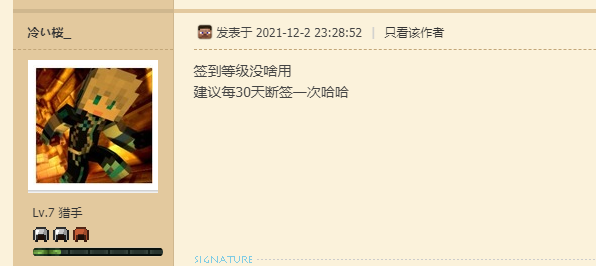 冷い桜_
发表于 2021-12-2 23:28:52 | 只看该作者
签到等级没啥用
建议每30天断签一次哈哈
Lv.7 猎手
SIGNATURE